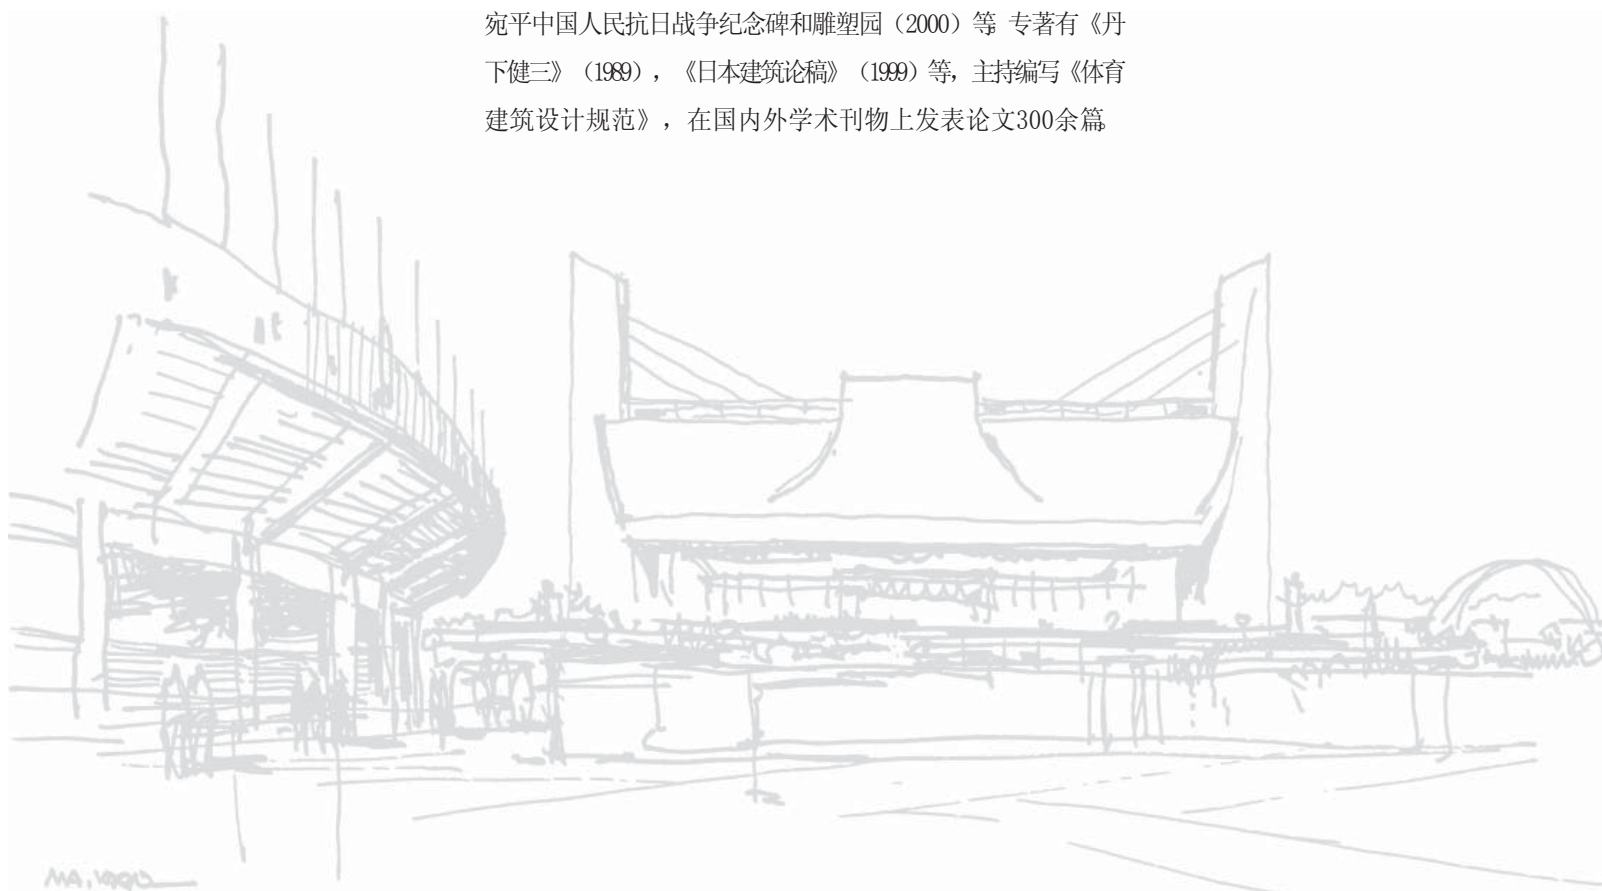 宛平中国人民抗日战争纪念碑和雕塑园（2000）等。专著有《丹
下健三》（1989），《日本建筑论稿》（1999）等，主持编写《体育
建筑设计规范》，在国内外学术刊物上发表论文300余篇。